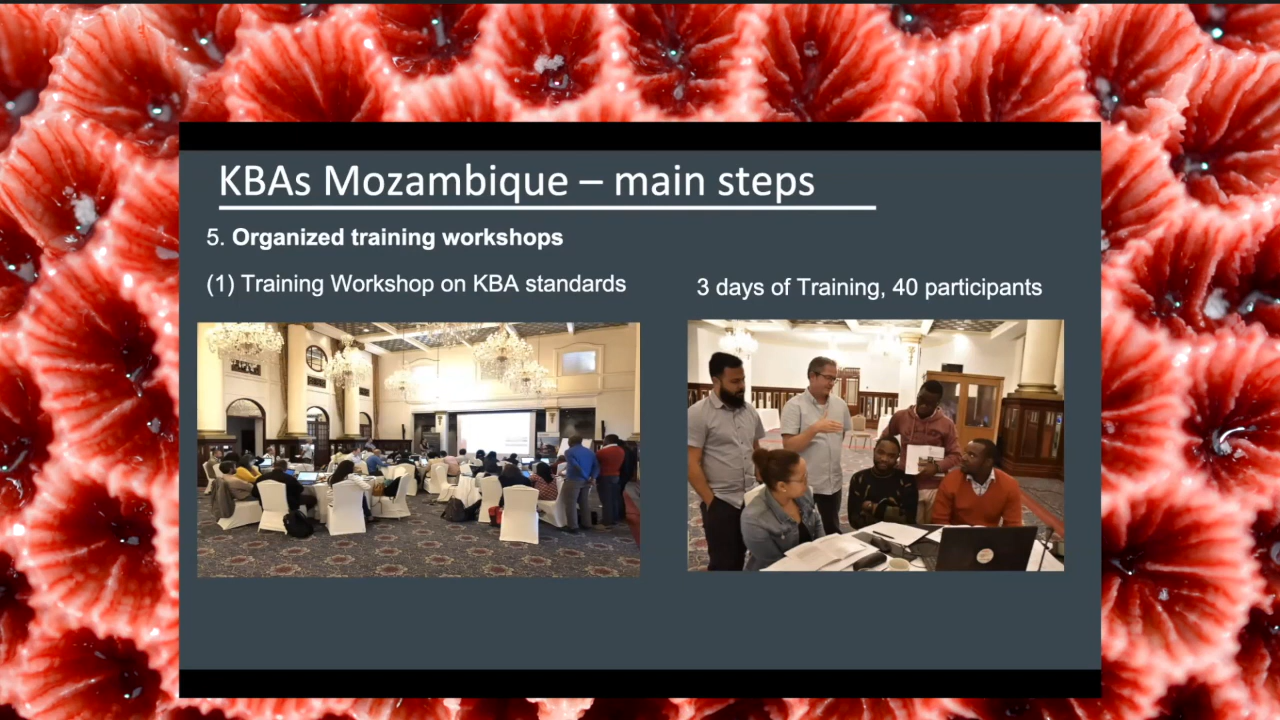 KBAs Mozambique – main steps
5. Organized training workshops
(1) Training Workshop on KBA standards
3 days of Training, 40 participants